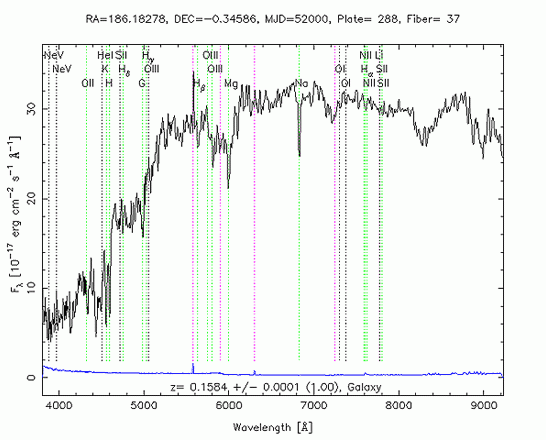 RA=186.18278, DEC=−0.34586, MJD=52000, Plate= 288, Fiber= 37
NeV HeI SII Hγ OIII NII Li
NeV K Hδ OIII OIII OI Hα SII
OII H G Hβ Mg Na OI NII SII
30
20
10
0
Fλ [10⁻¹⁷ erg cm⁻² s⁻¹ Å⁻¹]
z= 0.1584 +/− 0.0001 (1.00), Galaxy
4000 5000 6000 7000 8000 9000
Wavelength [Å]